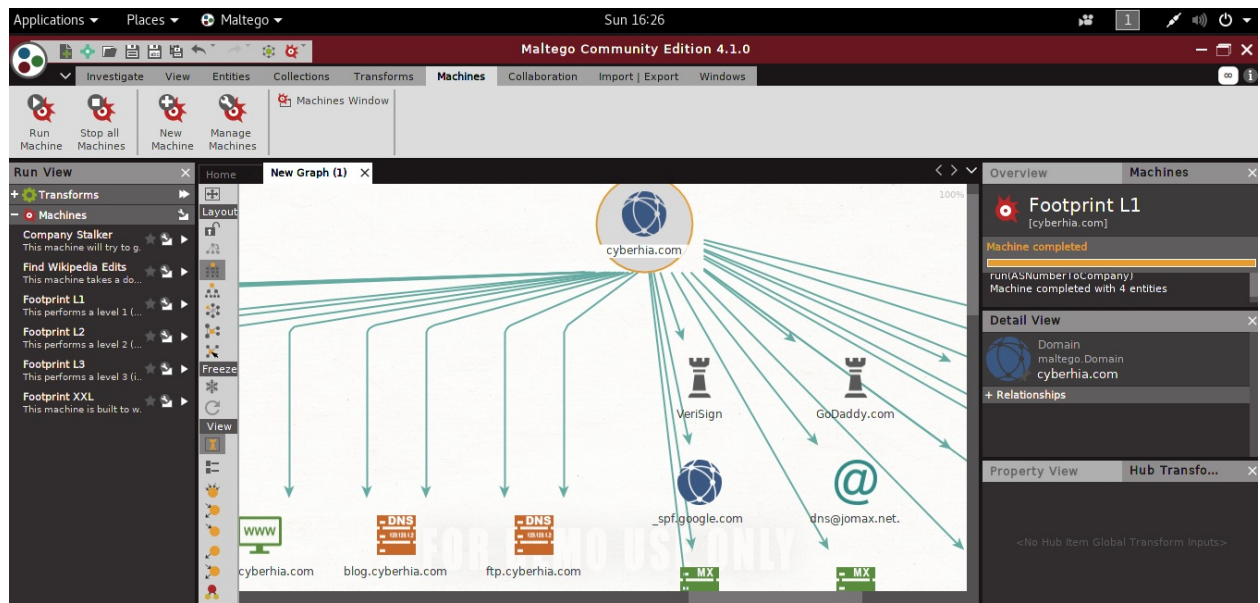 Applications Places Maltego Sun 16:26 1
Maltego Community Edition 4.1.0
Investigate View Entities Collections Transforms Machines Collaboration Import | Export Windows
Run Machine
Stop all Machines
New Machine
Manage Machines
Machines Window
Run View
Transforms
Machines
Company Stalker
This machine will try to g.
Find Wikipedia Edits
This machine takes a do...
Footprint L1
This performs a level 1 (...
Footprint L2
This performs a level 2 (...
Footprint L3
This performs a level 3 (i..
Footprint XXL
This machine is built to w.
Home New Graph (1)
Layout
Freeze
View
100%
cyberhia.com
VeriSign
GoDaddy.com
_spf.google.com
@
dns@jomax.net.
WWW
cyberhia.com
DNS
blog.cyberhia.com
DNS
ftp.cyberhia.com
MX
MX
FOR DEMO USE ONLY
Overview Machines
Footprint L1
[cyberhia.com]
Machine completed
run(ASNumberToCompany)
Machine completed with 4 entities
Detail View
Domain
maltego.Domain
cyberhia.com
+ Relationships
Property View Hub Transfo...
<No Hub Item Global Transform Inputs>